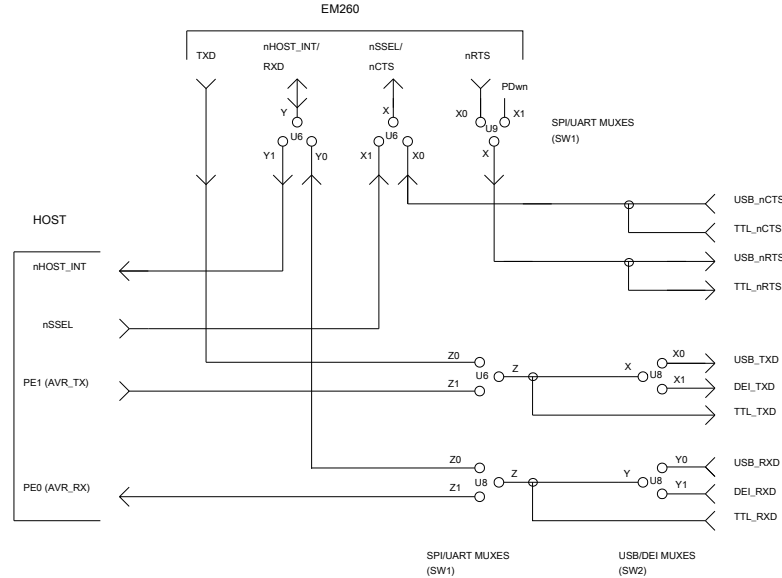 EM260
TXD
nHOST_INT/
RXD
nSSEL/
nCTS
nRTS
PDwn
Y
X
X0
X1
U6
U6
U9
Y1
Y0
X1
X0
X
SPI/UART MUXES
(SW1)
USB_nCTS
TTL_nCTS
USB_nRTS
TTL_nRTS
HOST
nHOST_INT
nSSEL
PE1 (AVR_TX)
PE0 (AVR_RX)
Z0
Z1
U6
Z
X
U8
X0
X1
USB_TXD
DEI_TXD
TTL_TXD
Z0
Z1
U8
Z
Y
U8
Y0
Y1
USB_RXD
DEI_RXD
TTL_RXD
SPI/UART MUXES
(SW1)
USB/DEI MUXES
(SW2)